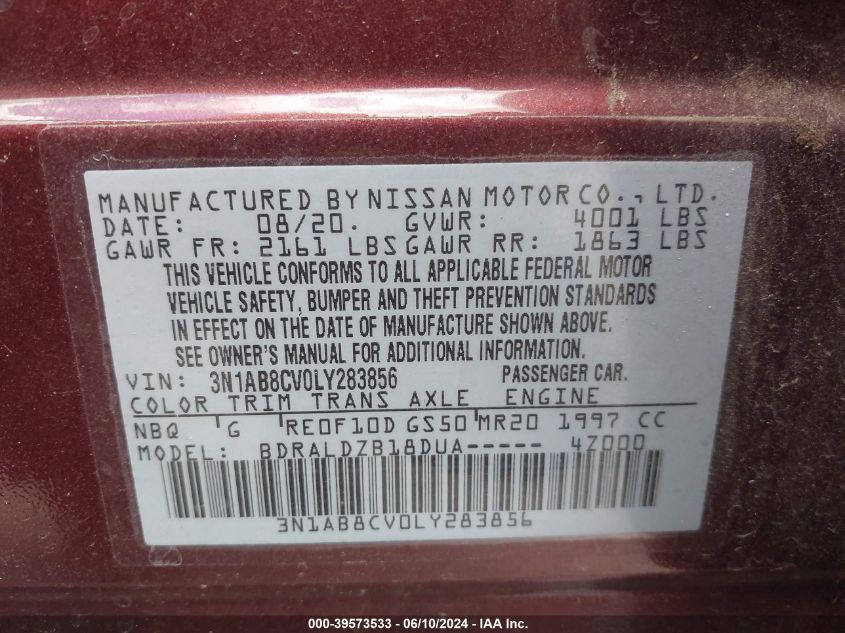 MANUFACTURED BY NISSAN MOTOR CO., LTD.
DATE: 08/20. GVWR: 4001 LBS
GAWR FR: 2161 LBS GAWR RR: 1863 LBS
THIS VEHICLE CONFORMS TO ALL APPLICABLE FEDERAL MOTOR
VEHICLE SAFETY, BUMPER AND THEFT PREVENTION STANDARDS
IN EFFECT ON THE DATE OF MANUFACTURE SHOWN ABOVE.
SEE OWNER'S MANUAL FOR ADDITIONAL INFORMATION.
VIN: 3N1AB8CV0LY283856 PASSENGER CAR.
COLOR TRIM TRANS AXLE ENGINE
NBQ G RE0F10D GS50 MR20 1997 CC
MODEL: BDRALDZB18DUA----- 4Z000
3N1AB8CV0LY283856
000-39573533 - 06/10/2024 - IAA Inc.